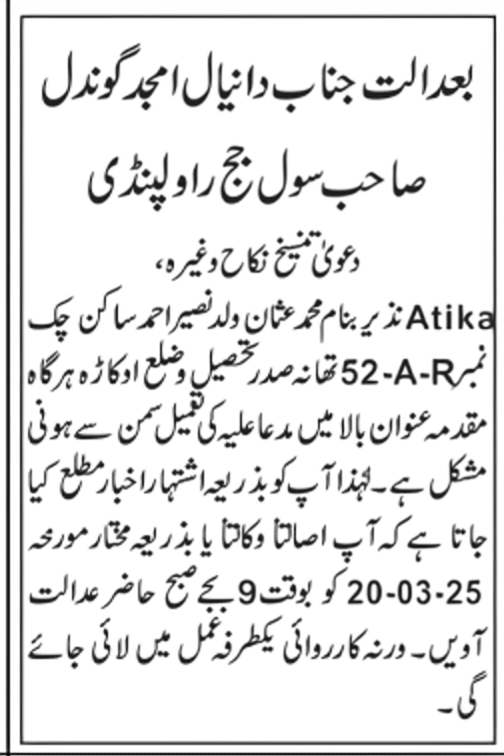 بعدالت جناب دانیال امجد گوندل
صاحب سول جج راولپنڈی
دعویٰ تنسیخ نکاح وغیرہ،
Atika نذیر بنام محمد عثمان ولد نصیر احمد ساکن چک
نمبر 52-A-R تھانہ صدر تحصیل وضلع اوکاڑہ ہرگاہ
مقدمہ عنوان بالا میں مدعا علیہ کی تعمیل سمن سے ہونی
مشکل ہے۔ لہٰذا آپ کو بذریعہ اشتہار اخبار مطلع کیا
جاتا ہے کہ آپ اصالتاً وکالتاً یا بذریعہ مختار مورخہ
20-03-25 کو بوقت 9 بجے صبح حاضر عدالت
آویں۔ ورنہ کارروائی یکطرفہ عمل میں لائی جائے
گی۔